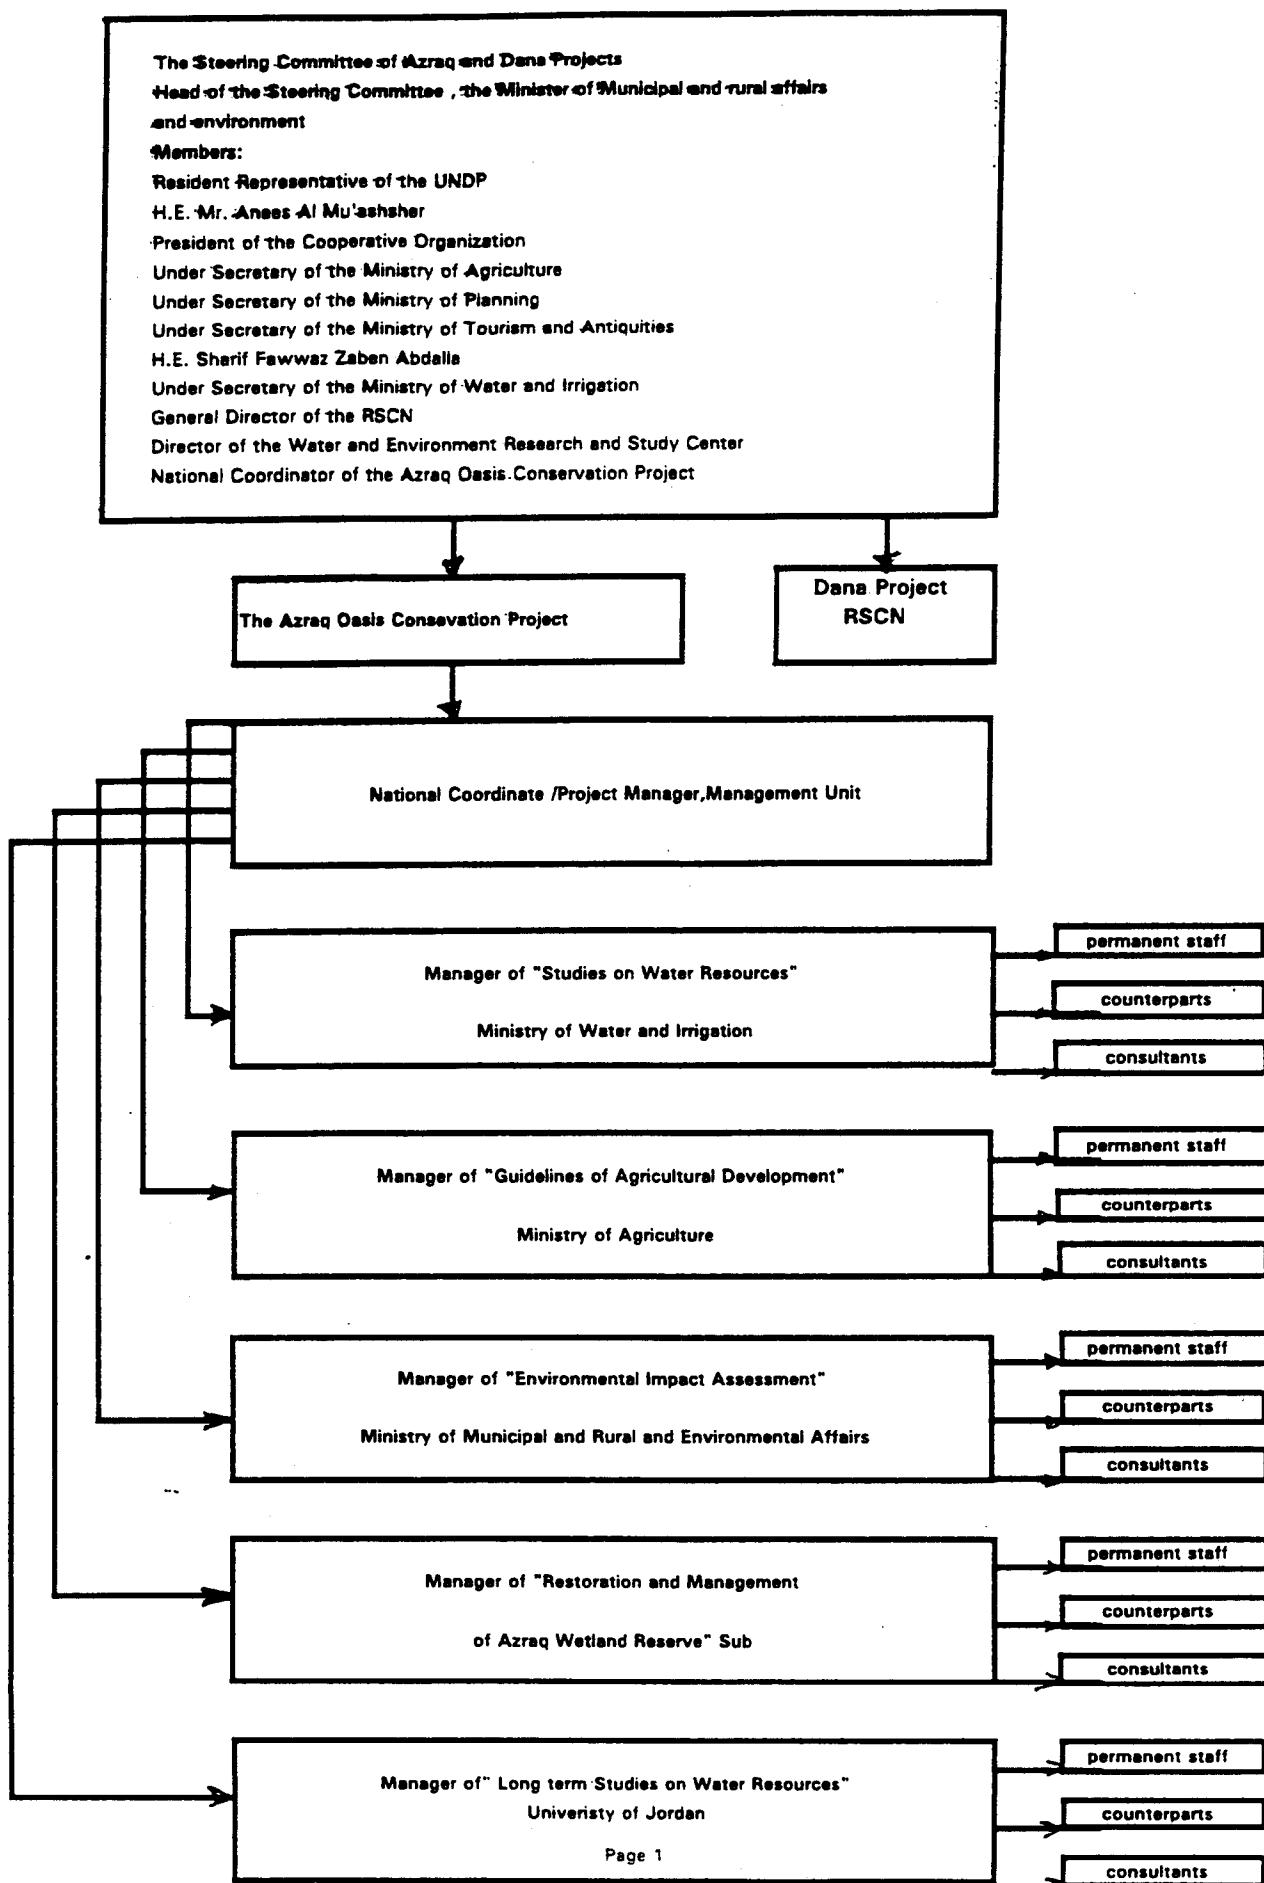 The Steering Committee of Azraq and Dana Projects
Head of the Steering Committee , the Minister of Municipal and rural affairs
and environment
Members:
Resident Representative of the UNDP
H.E. Mr. Anees Al Mu'ashsher
President of the Cooperative Organization
Under Secretary of the Ministry of Agriculture
Under Secretary of the Ministry of Planning
Under Secretary of the Ministry of Tourism and Antiquities
H.E. Sharif Fawwaz Zaben Abdalla
Under Secretary of the Ministry of Water and Irrigation
General Director of the RSCN
Director of the Water and Environment Research and Study Center
National Coordinator of the Azraq Oasis Conservation Project
The Azraq Oasis Consevation Project
Dana Project
RSCN
National Coordinate /Project Manager,Management Unit
Manager of "Studies on Water Resources"
Ministry of Water and Irrigation
permanent staff
counterparts
consultants
Manager of "Guidelines of Agricultural Development"
Ministry of Agriculture
permanent staff
counterparts
consultants
Manager of "Environmental Impact Assessment"
Ministry of Municipal and Rural and Environmental Affairs
permanent staff
counterparts
consultants
Manager of "Restoration and Management
of Azraq Wetland Reserve" Sub
permanent staff
counterparts
consultants
Manager of" Long term Studies on Water Resources"
Univeristy of Jordan
Page 1
permanent staff
counterparts
consultants